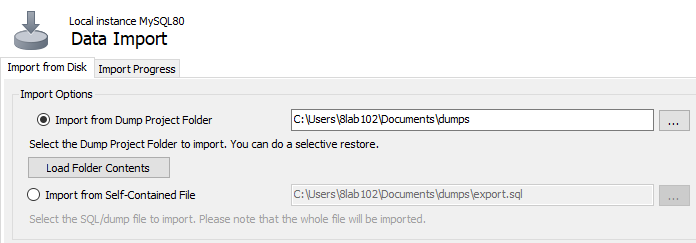 Local instance MySQL80
Data Import
Import from Disk Import Progress
Import Options
Import from Dump Project Folder C:\Users\8lab102\Documents\dumps ...
Select the Dump Project Folder to import. You can do a selective restore.
Load Folder Contents
Import from Self-Contained File C:\Users\8lab102\Documents\dumps\export.sql ...
Select the SQL/dump file to import. Please note that the whole file will be imported.